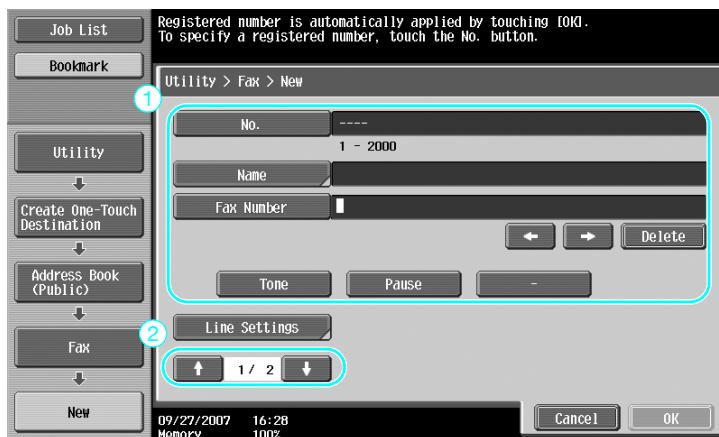 Job List
Bookmark
Registered number is automatically applied by touching [OK].
To specify a registered number, touch the No. button.
Utility > Fax > New
1
No.
----
1 - 2000
Name
Fax Number
← → Delete
Tone
Pause
-
2
Line Settings
↑ 1/ 2 ↓
Utility
Create One-Touch
Destination
Address Book
(Public)
Fax
New
09/27/2007 16:28
Memory 100%
Cancel
OK